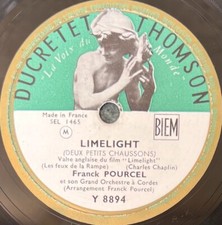 DUCRETET THOMSON
"La Voix du Monde"
Made in France
SEL 1465
M
BIEM
LIMELIGHT
(DEUX PETITS CHAUSSONS)
Valse anglaise du film "Limelight"
(Les feux de la Rampe) (Charles Chaplin)
Franck POURCEL
et son Grand Orchestre à Cordes
(Arrangement Franck Pourcel)
Y 8894